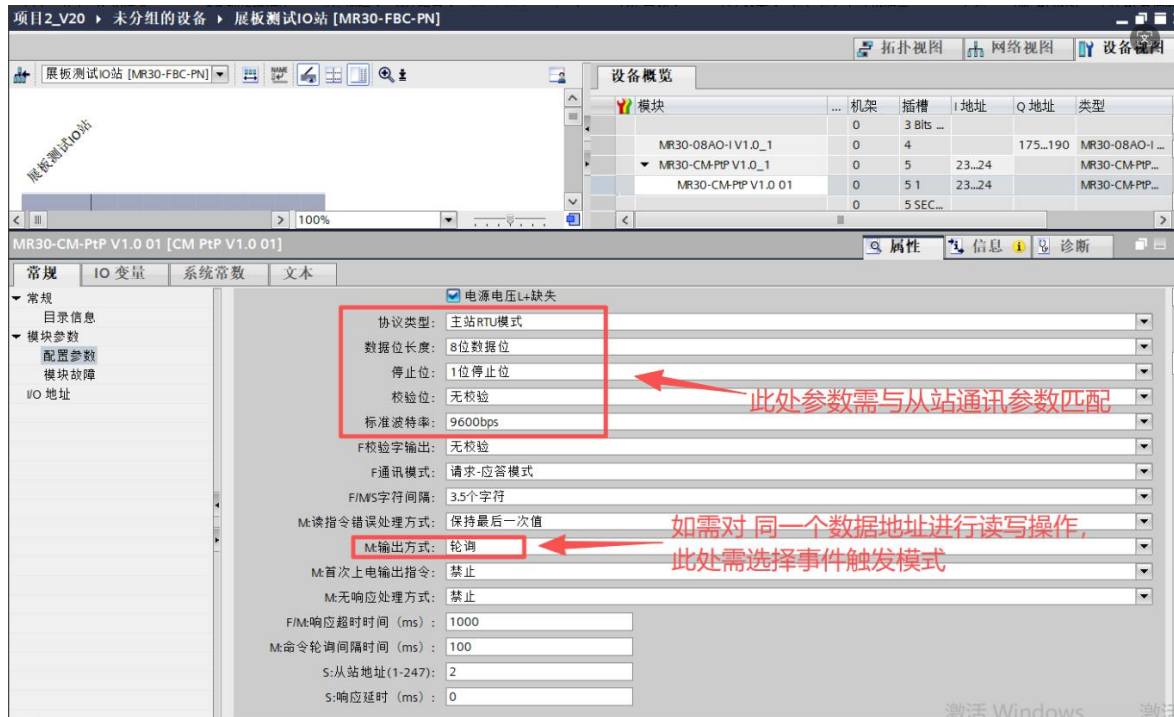 项目2_V20 ▸ 未分组的设备 ▸ 展板测试IO站 [MR30-FBC-PN]
拓扑视图 网络视图 设备视图
展板测试IO站 [MR30-FBC-PN]
设备概览
模块 ... 机架 插槽 I地址 Q地址 类型
0 3 Bits ...
MR30-08AO-I V1.0_1 0 4 175...190 MR30-08AO-I ...
MR30-CM-PtP V1.0_1 0 5 23...24 MR30-CM-PtP...
MR30-CM-PtP V1.0 01 0 5 1 23...24 MR30-CM-PtP...
0 5 SEC...
展板测试IO站
100%
MR30-CM-PtP V1.0 01 [CM PtP V1.0 01]
属性 信息 诊断
常规 IO 变量 系统常数 文本
常规
目录信息
模块参数
配置参数
模块故障
I/O 地址
电源电压L+缺失
协议类型: 主站RTU模式
数据位长度: 8位数据位
停止位: 1位停止位
校验位: 无校验
标准波特率: 9600bps
此处参数需与从站通讯参数匹配
F校验字输出: 无校验
F通讯模式: 请求-应答模式
F/M/S字符间隔: 3.5个字符
M:读指令错误处理方式: 保持最后一次值
M:输出方式: 轮询
如需对 同一个数据地址进行读写操作,
此处需选择事件触发模式
M:首次上电输出指令: 禁止
M:无响应处理方式: 禁止
F/M:响应超时时间（ms）: 1000
M:命令轮询间隔时间（ms）: 100
S:从站地址(1-247): 2
S:响应延时（ms）: 0
激活 Windows
激活